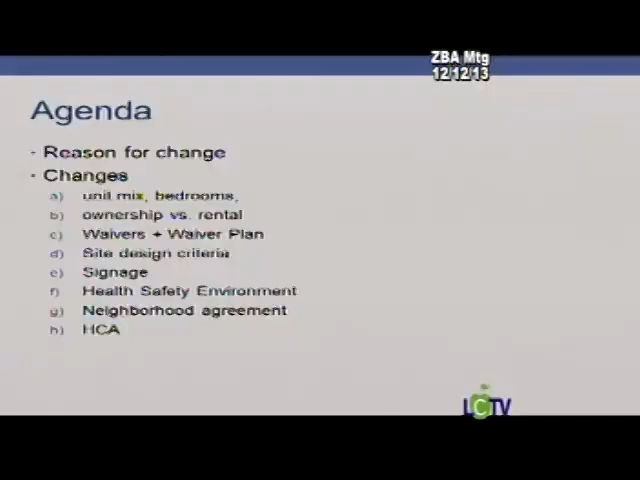 ZBA Mtg
12/12/13
Agenda
- Reason for change
- Changes
a) unit mix, bedrooms,
b) ownership vs. rental
c) Waivers + Waiver Plan
d) Site design criteria
e) Signage
f) Health Safety Environment
g) Neighborhood agreement
h) HCA
LCTV